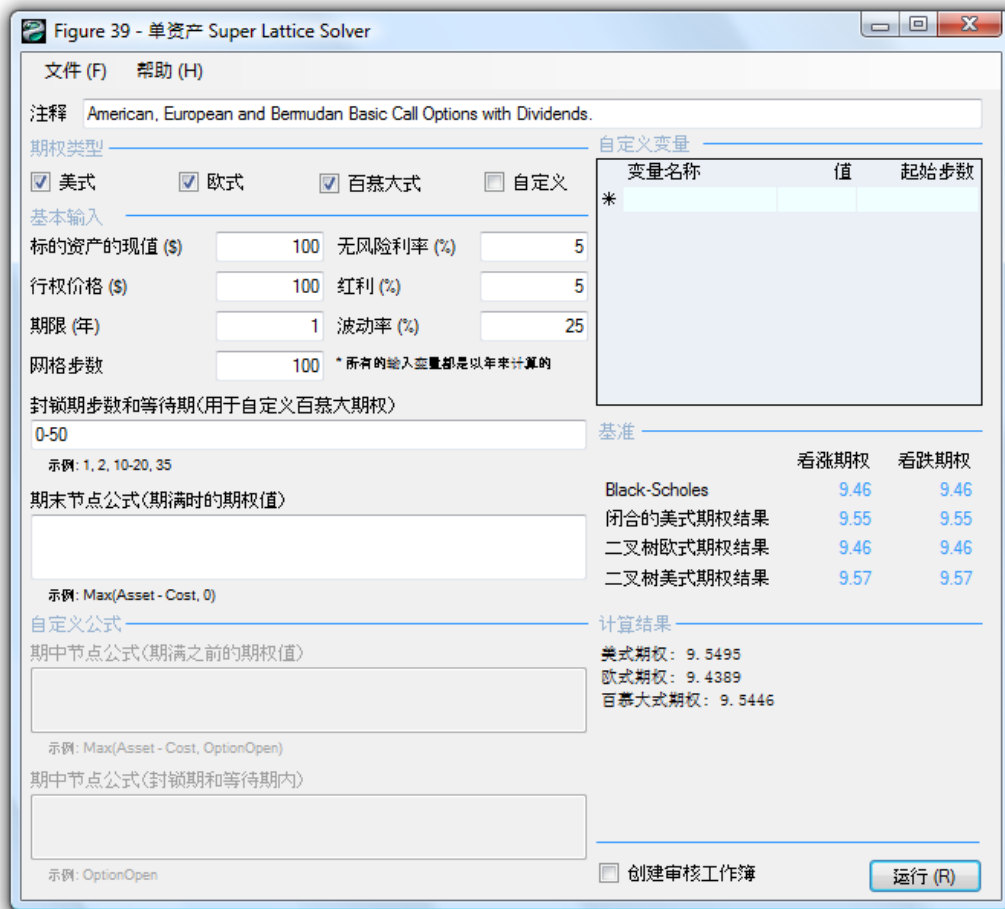 Figure 39 - 单资产 Super Lattice Solver
文件 (F) 帮助 (H)
注释 American, European and Bermudan Basic Call Options with Dividends.
期权类型
美式 欧式 百慕大式 自定义
基本输入
标的资产的现值 ($) 100 无风险利率 (%) 5
行权价格 ($) 100 红利 (%) 5
期限 (年) 1 波动率 (%) 25
网格步数 100 * 所有的输入变量都是以年来计算的
封锁期步数和等待期(用于自定义百慕大期权)
0-50
示例: 1, 2, 10-20, 35
期末节点公式(期满时的期权值)
示例: Max(Asset - Cost, 0)
自定义公式
期中节点公式(期满之前的期权值)
示例: Max(Asset - Cost, OptionOpen)
期中节点公式(封锁期和等待期内)
示例: OptionOpen
自定义变量
变量名称 值 起始步数
*
基准
看涨期权 看跌期权
Black-Scholes 9.46 9.46
闭合的美式期权结果 9.55 9.55
二叉树欧式期权结果 9.46 9.46
二叉树美式期权结果 9.57 9.57
计算结果
美式期权: 9.5495
欧式期权: 9.4389
百慕大式期权: 9.5446
创建审核工作簿 运行 (R)